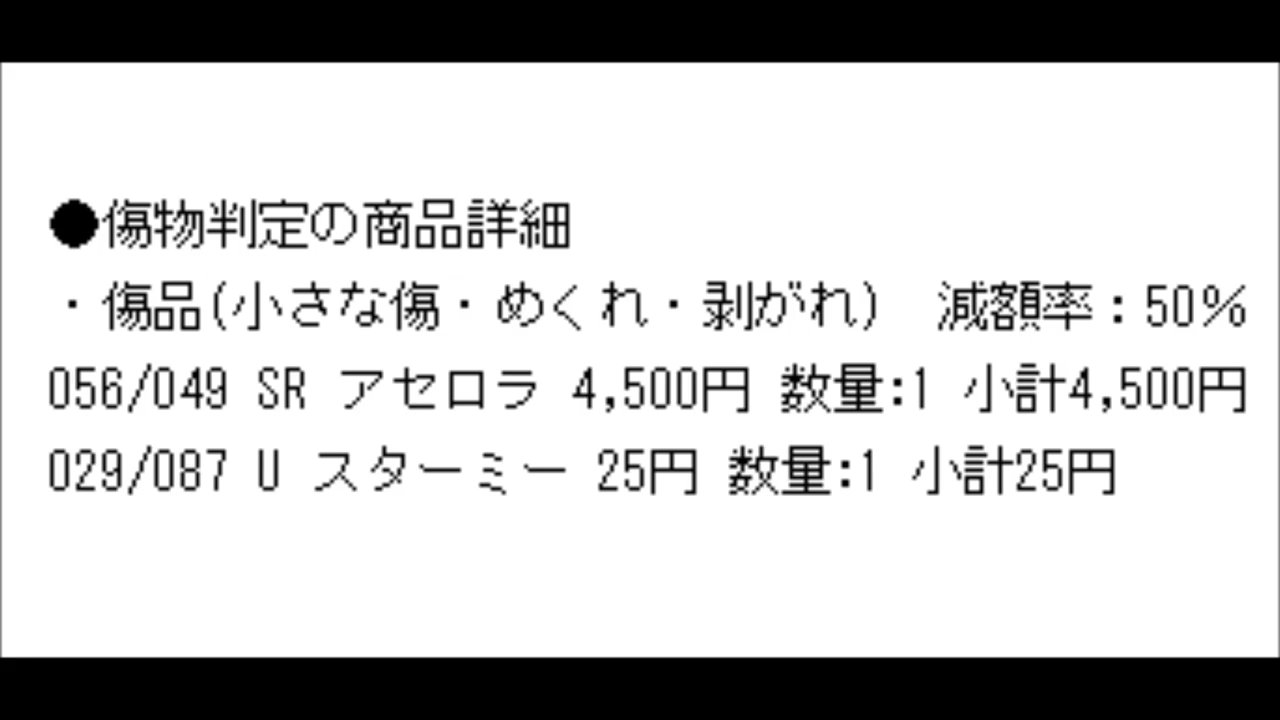 ●傷物判定の商品詳細
・傷品(小さな傷・めくれ・剥がれ)　減額率：50％
056/049 SR アセロラ 4,500円 数量:1 小計4,500円
029/087 U スターミー 25円 数量:1 小計25円